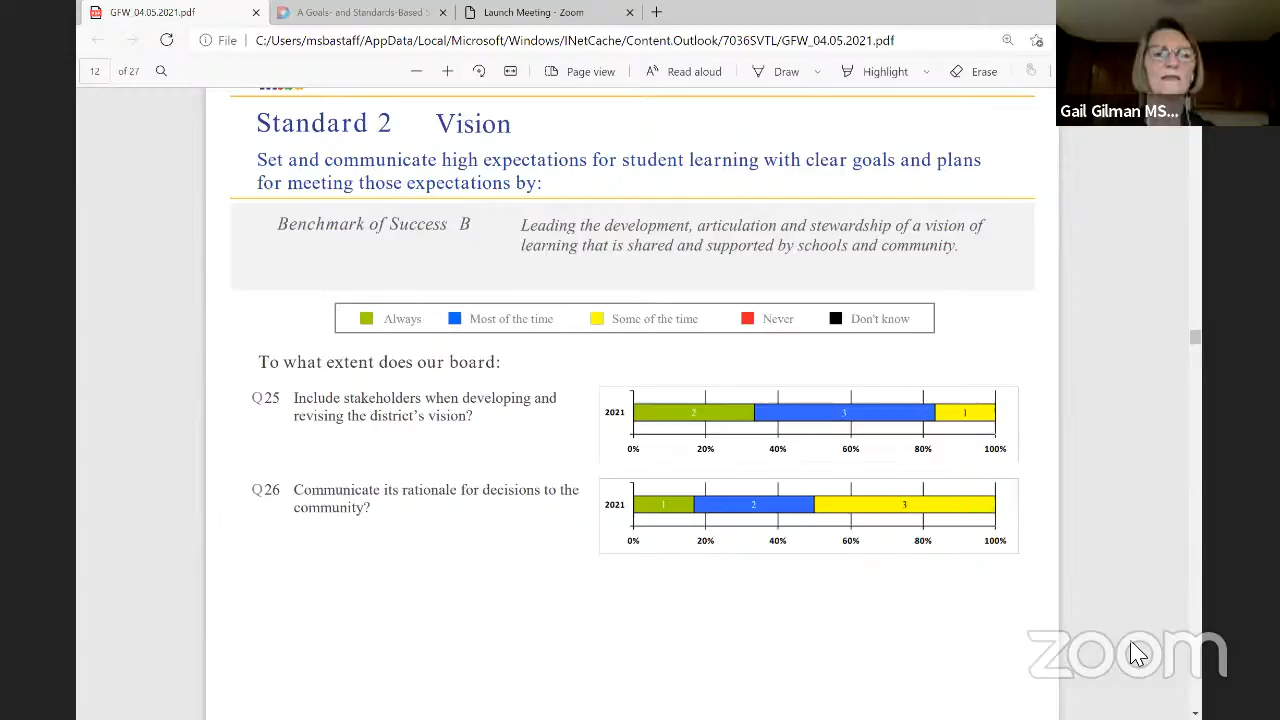 GFW_04.05.2021.pdf
A Goals- and Standards-Based S
Launch Meeting - Zoom
File
C:/Users/msbastaff/AppData/Local/Microsoft/Windows/INetCache/Content.Outlook/7036SVTL/GFW_04.05.2021.pdf
12 of 27
Page view
Read aloud
raw
Highlight
Erase
Gail Gilman MS...
Standard 2 Vision
Set and communicate high expectations for student learning with clear goals and plans
for meeting those expectations by:
Benchmark of Success B
Leading the development, articulation and stewardship of a vision of
learning that is shared and supported by schools and community.
Always Most of the time Some of the time Never Don't know
To what extent does our board:
Q25 Include stakeholders when developing and
revising the district's vision?
2021 2 3 1
0% 20% 40% 60% 80% 100%
Q26 Communicate its rationale for decisions to the
community?
2021 1 2 3
0% 20% 40% 60% 80% 100%
zoom